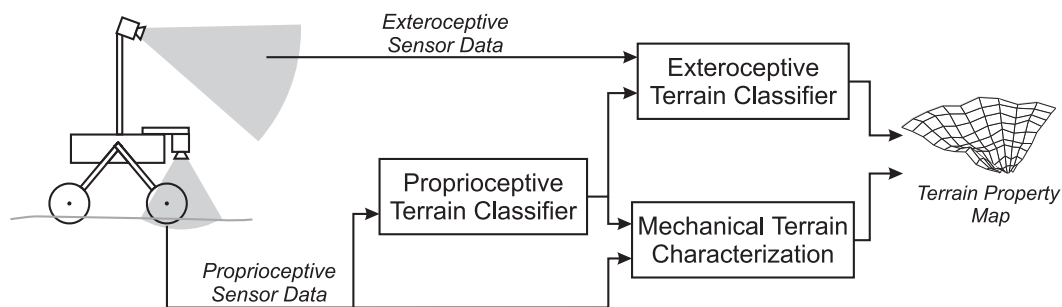 Exteroceptive
Sensor Data
Exteroceptive
Terrain Classifier
Proprioceptive
Terrain Classifier
Mechanical Terrain
Characterization
Terrain Property
Map
Proprioceptive
Sensor Data